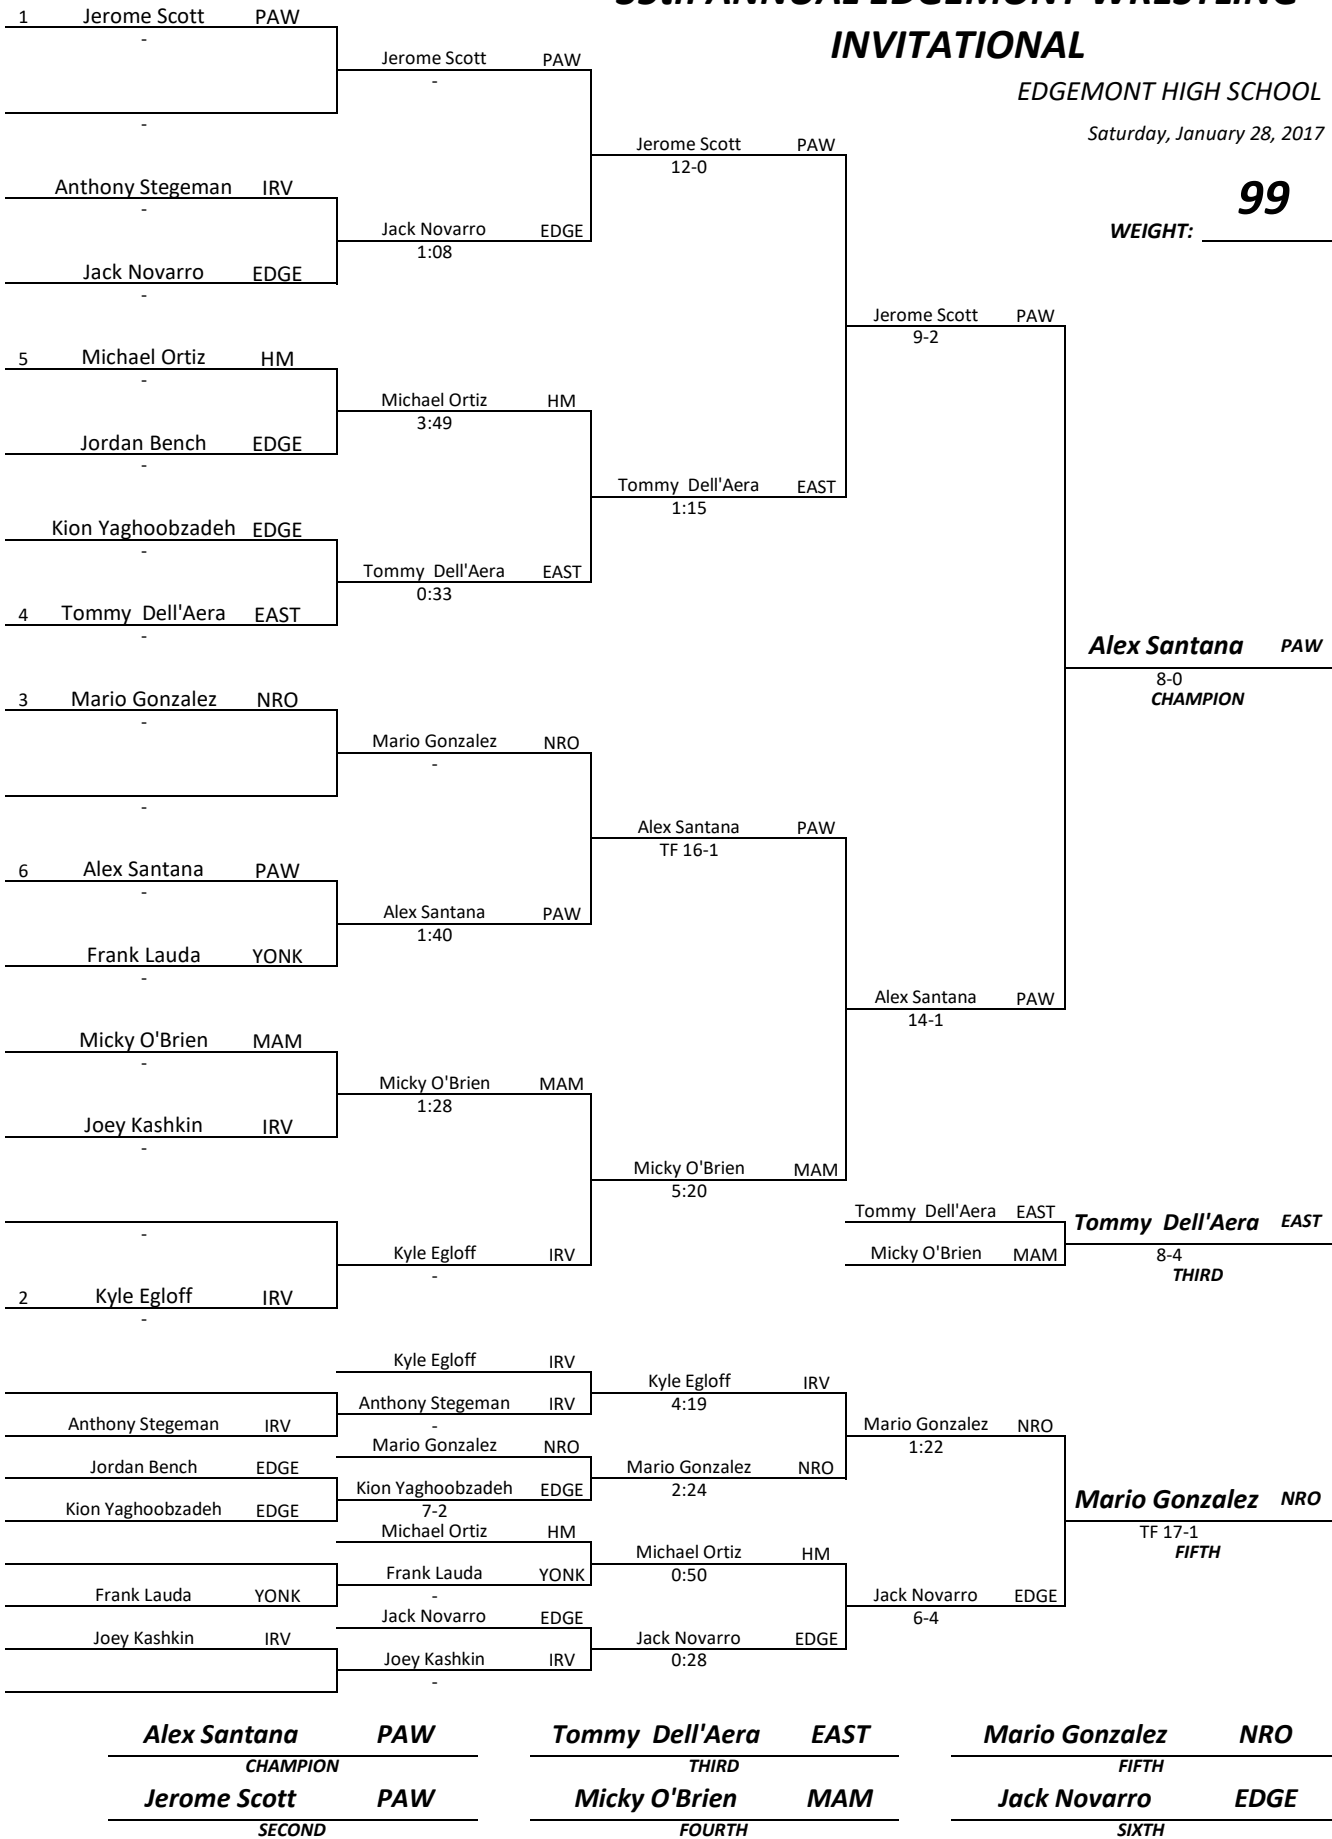 INVITATIONAL
EDGEMONT HIGH SCHOOL
Saturday, January 28, 2017
99
WEIGHT:
1 Jerome Scott PAW
-
-
Anthony Stegeman IRV
-
Jack Novarro EDGE
-
5 Michael Ortiz HM
-
Jordan Bench EDGE
-
Kion Yaghoobzadeh EDGE
-
4 Tommy Dell'Aera EAST
-
3 Mario Gonzalez NRO
-
-
6 Alex Santana PAW
-
Frank Lauda YONK
-
Micky O'Brien MAM
-
Joey Kashkin IRV
-
-
2 Kyle Egloff IRV
-
Jerome Scott PAW
-
Jack Novarro EDGE
1:08
Michael Ortiz HM
3:49
Tommy Dell'Aera EAST
0:33
Mario Gonzalez NRO
-
Alex Santana PAW
1:40
Micky O'Brien MAM
1:28
Kyle Egloff IRV
-
Jerome Scott PAW
12-0
Tommy Dell'Aera EAST
1:15
Alex Santana PAW
TF 16-1
Micky O'Brien MAM
5:20
Jerome Scott PAW
9-2
Alex Santana PAW
14-1
Alex Santana PAW
8-0
CHAMPION
Tommy Dell'Aera EAST
Micky O'Brien MAM
Tommy Dell'Aera EAST
8-4
THIRD
Anthony Stegeman IRV
Jordan Bench EDGE
Kion Yaghoobzadeh EDGE
Frank Lauda YONK
Joey Kashkin IRV
Kyle Egloff IRV
Anthony Stegeman IRV
-
Mario Gonzalez NRO
Kion Yaghoobzadeh EDGE
7-2
Michael Ortiz HM
Frank Lauda YONK
-
Jack Novarro EDGE
Joey Kashkin IRV
-
Kyle Egloff IRV
4:19
Mario Gonzalez NRO
2:24
Michael Ortiz HM
0:50
Jack Novarro EDGE
0:28
Mario Gonzalez NRO
1:22
Jack Novarro EDGE
6-4
Mario Gonzalez NRO
TF 17-1
FIFTH
Alex Santana PAW Tommy Dell'Aera EAST Mario Gonzalez NRO
CHAMPION THIRD FIFTH
Jerome Scott PAW Micky O'Brien MAM Jack Novarro EDGE
SECOND FOURTH SIXTH